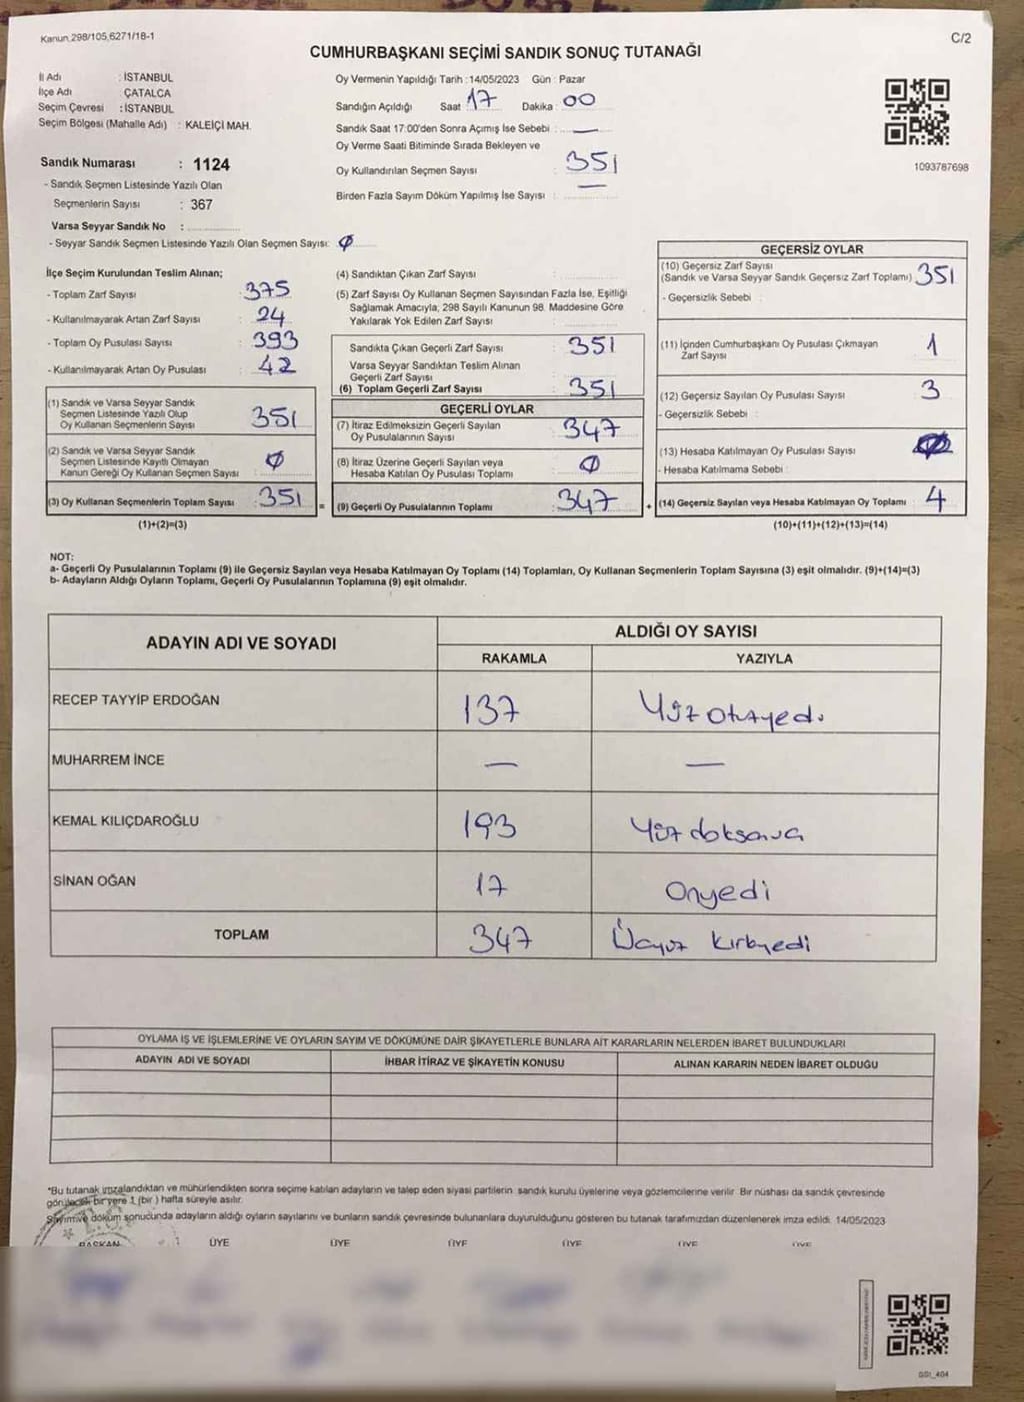 Kanun 298/105,6271/18-1
C/2
CUMHURBAŞKANI SEÇİMİ SANDIK SONUÇ TUTANAĞI
İl Adı : İSTANBUL
İlçe Adı : ÇATALCA
Seçim Çevresi : İSTANBUL
Seçim Bölgesi (Mahalle Adı) : KALEİÇİ MAH.
Sandık Numarası : 1124
- Sandık Seçmen Listesinde Yazılı Olan
Seçmenlerin Sayısı : 367
Varsa Seyyar Sandık No :
- Seyyar Sandık Seçmen Listesinde Yazılı Olan Seçmen Sayısı: Ø
Oy Vermenin Yapıldığı Tarih :14/05/2023 Gün : Pazar
Sandığın Açıldığı Saat : 17 Dakika : 00
Sandık Saat 17:00'den Sonra Açımış İse Sebebi : —
Oy Verme Saati Bitiminde Sırada Bekleyen ve
Oy Kullandırılan Seçmen Sayısı : 351
Birden Fazla Sayım Döküm Yapılmış İse Sayısı : —
1093787698
İlçe Seçim Kurulundan Teslim Alınan;
- Toplam Zarf Sayısı : 375
- Kullanılmayarak Artan Zarf Sayısı : 24
- Toplam Oy Pusulası Sayısı : 393
- Kullanılmayarak Artan Oy Pusulası : 42
(1) Sandık ve Varsa Seyyar Sandık
Seçmen Listesinde Yazılı Olup
Oy Kullanan Seçmenlerin Sayısı : 351
(2) Sandık ve Varsa Seyyar Sandık
Seçmen Listesinde Kayıtlı Olmayan
Kanun Gereği Oy Kullanan Seçmen Sayısı : Ø
(3) Oy Kullanan Seçmenlerin Toplam Sayısı : 351
(1)+(2)=(3)
(4) Sandıktan Çıkan Zarf Sayısı :
(5) Zarf Sayısı Oy Kullanan Seçmen Sayısından Fazla İse, Eşitliği
Sağlamak Amacıyla, 298 Sayılı Kanunun 98. Maddesine Göre
Yakılarak Yok Edilen Zarf Sayısı :
Sandıkta Çıkan Geçerli Zarf Sayısı : 351
Varsa Seyyar Sandıktan Teslim Alınan
Geçerli Zarf Sayısı :
(6) Toplam Geçerli Zarf Sayısı : 351
GEÇERLİ OYLAR
(7) İtiraz Edilmeksizin Geçerli Sayılan
Oy Pusulalarının Sayısı : 347
(8) İtiraz Üzerine Geçerli Sayılan veya
Hesaba Katılan Oy Pusulası Toplamı : Ø
= (9) Geçerli Oy Pusulalarının Toplamı : 347
GEÇERSİZ OYLAR
(10) Geçersiz Zarf Sayısı
(Sandık ve Varsa Seyyar Sandık Geçersiz Zarf Toplamı) : 351
- Geçersizlik Sebebi :
(11) İçinden Cumhurbaşkanı Oy Pusulası Çıkmayan
Zarf Sayısı : 1
(12) Geçersiz Sayılan Oy Pusulası Sayısı : 3
- Geçersizlik Sebebi :
(13) Hesaba Katılmayan Oy Pusulası Sayısı :
- Hesaba Katılmama Sebebi :
+ (14) Geçersiz Sayılan veya Hesaba Katılmayan Oy Toplamı : 4
(10)+(11)+(12)+(13)=(14)
NOT:
a- Geçerli Oy Pusulalarının Toplamı (9) ile Geçersiz Sayılan veya Hesaba Katılmayan Oy Toplamı (14) Toplamları, Oy Kullanan Seçmenlerin Toplam Sayısına (3) eşit olmalıdır. (9)+(14)=(3)
b- Adayların Aldığı Oyların Toplamı, Geçerli Oy Pusulalarının Toplamına (9) eşit olmalıdır.
ADAYIN ADI VE SOYADI
ALDIĞI OY SAYISI
RAKAMLA YAZIYLA
RECEP TAYYİP ERDOĞAN 137 Yüz otuzyedi
MUHARREM İNCE — —
KEMAL KILIÇDAROĞLU 193 Yüz doksanüç
SİNAN OĞAN 17 Onyedi
TOPLAM 347 Üçyüz kırkyedi
OYLAMA İŞ VE İŞLEMLERİNE VE OYLARIN SAYIM VE DÖKÜMÜNE DAİR ŞİKAYETLERLE BUNLARA AİT KARARLARIN NELERDEN İBARET BULUNDUKLARI
ADAYIN ADI VE SOYADI İHBAR İTİRAZ VE ŞİKAYETİN KONUSU ALINAN KARARIN NEDEN İBARET OLDUĞU
*Bu tutanak imzalandıktan ve mühürlendikten sonra seçime katılan adayların ve talep eden siyasi partilerin sandık kurulu üyelerine veya gözlemcilerine verilir. Bir nüshası da sandık çevresinde
görülecek bir yere 1 (bir) hafta süreyle asılır.
Sayım ve döküm sonucunda adayların aldığı oyların sayılarını ve bunların sandık çevresinde bulunanlara duyurulduğunu gösteren bu tutanak tarafımızdan düzenlenerek imza edildi. 14/05/2023
BAŞKAN ÜYE ÜYE ÜYE ÜYE ÜYE ÜYE